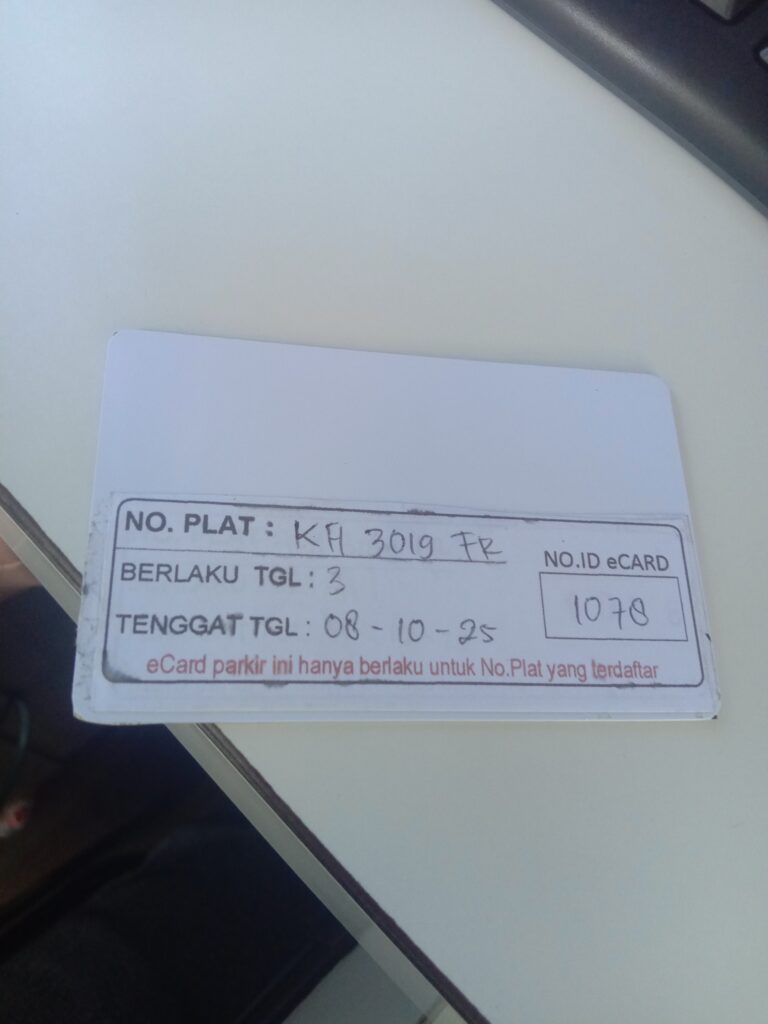 NO. PLAT : KH 3019 FR
BERLAKU TGL : 3
TENGGAT TGL : 08 - 10 - 25
NO.ID eCARD
1078
eCard parkir ini hanya berlaku untuk No.Plat yang terdaftar